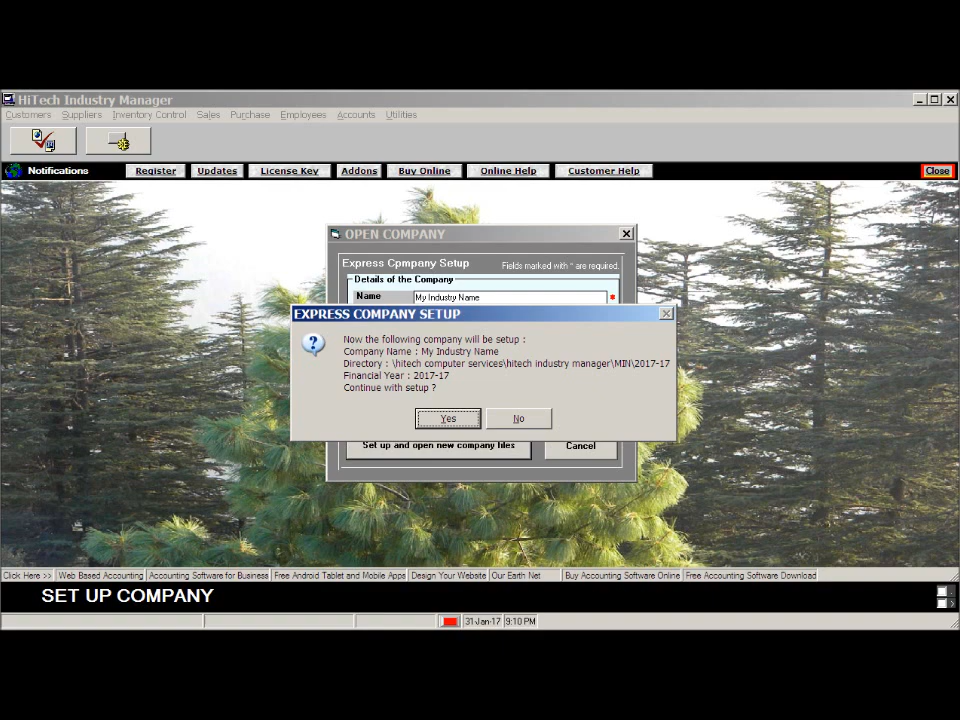 HiTech Industry Manager
Customers Suppliers Inventory Control Sales Purchase Employees Accounts Utilities
Notifications Register Updates License Key Addons Buy Online Online Help Customer Help Close
OPEN COMPANY
Express Cpmpany Setup Fields marked with * are required.
Details of the Company
Name My Industry Name *
EXPRESS COMPANY SETUP
Now the following company will be setup :
Company Name : My Industry Name
Directory : \hitech computer services\hitech industry manager\MIN\2017-17
Financial Year : 2017-17
Continue with setup ?
Yes No
Set up and open new company files Cancel
Click Here >> Web Based Accounting Accounting Software for Business Free Android Tablet and Mobile Apps Design Your Website Our Earth Net Buy Accounting Software Online Free Accounting Software Download
SET UP COMPANY
31-Jan-17 9:10 PM